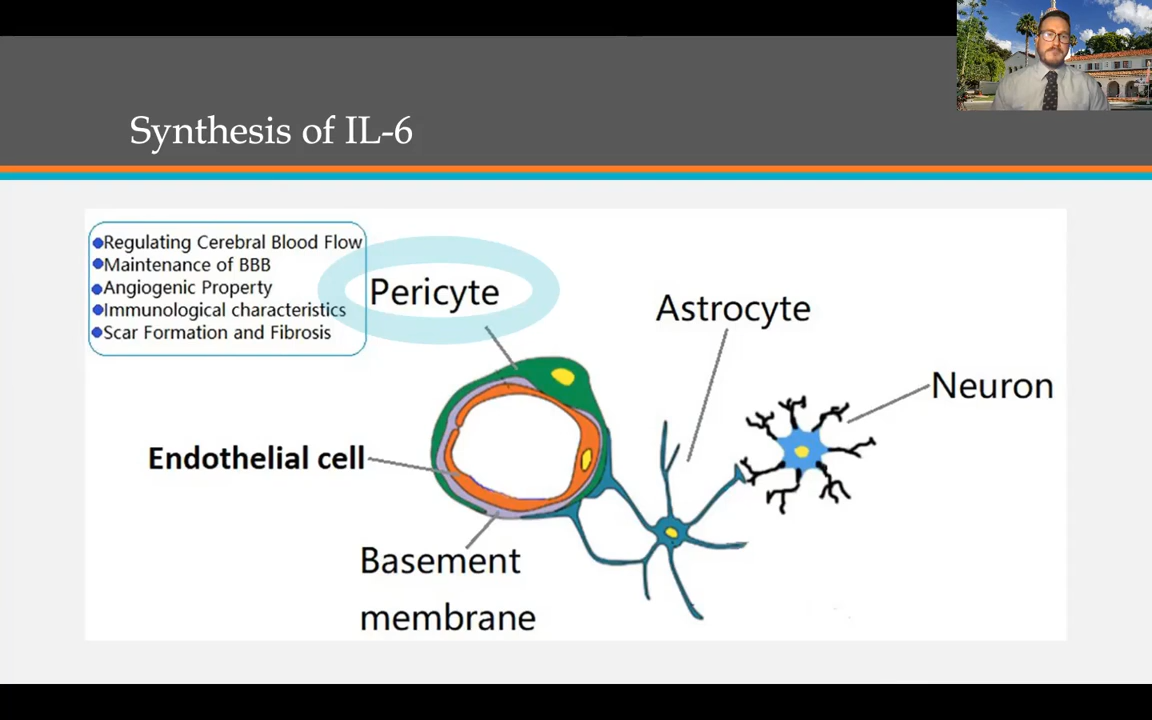 Synthesis of IL-6
Regulating Cerebral Blood Flow
Maintenance of BBB
Angiogenic Property
Immunological characteristics
Scar Formation and Fibrosis
Pericyte
Astrocyte
Neuron
Endothelial cell
Basement
membrane